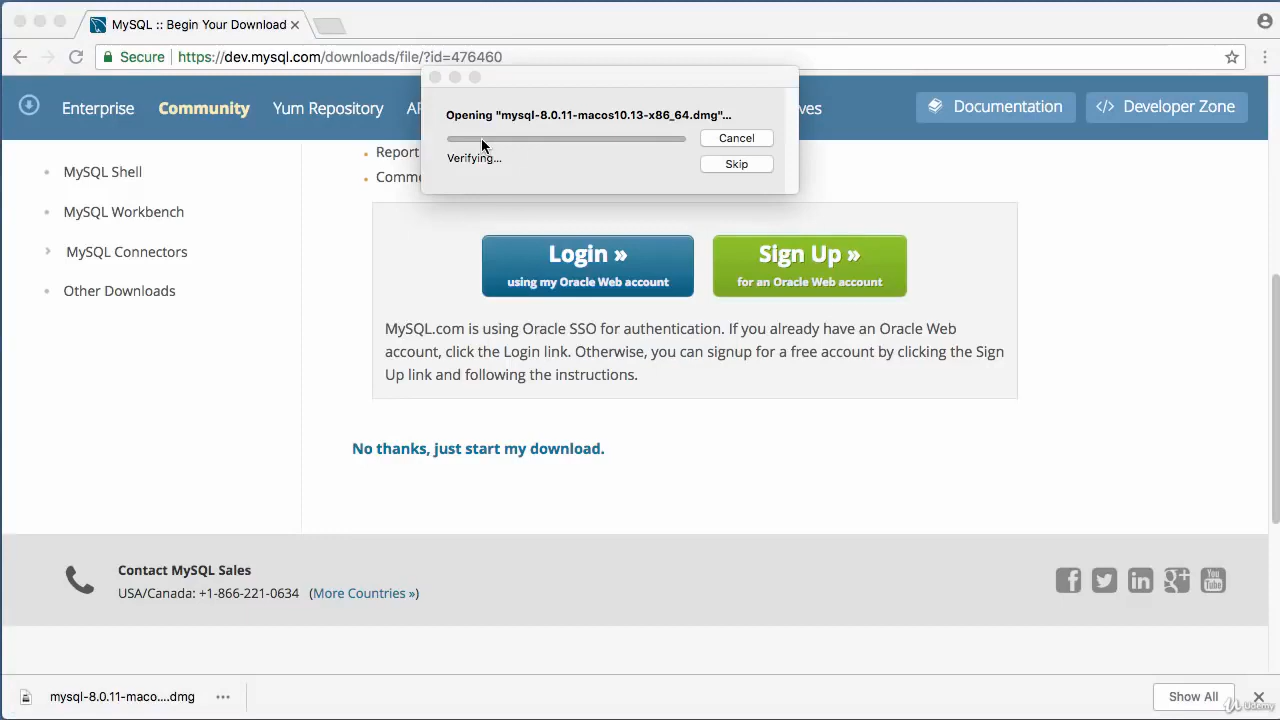 MySQL :: Begin Your Download
Secure https://dev.mysql.com/downloads/file/?id=476460
Enterprise Community Yum Repository Documentation Developer Zone
Opening "mysql-8.0.11-macos10.13-x86_64.dmg"...
Cancel
Verifying...
Skip
Report
MySQL Shell
MySQL Workbench
MySQL Connectors
Other Downloads
Login »
using my Oracle Web account
Sign Up »
for an Oracle Web account
MySQL.com is using Oracle SSO for authentication. If you already have an Oracle Web
account, click the Login link. Otherwise, you can signup for a free account by clicking the Sign
Up link and following the instructions.
No thanks, just start my download.
Contact MySQL Sales
USA/Canada: +1-866-221-0634 (More Countries »)
You
Tube
mysql-8.0.11-maco....dmg
Show All
Udemy